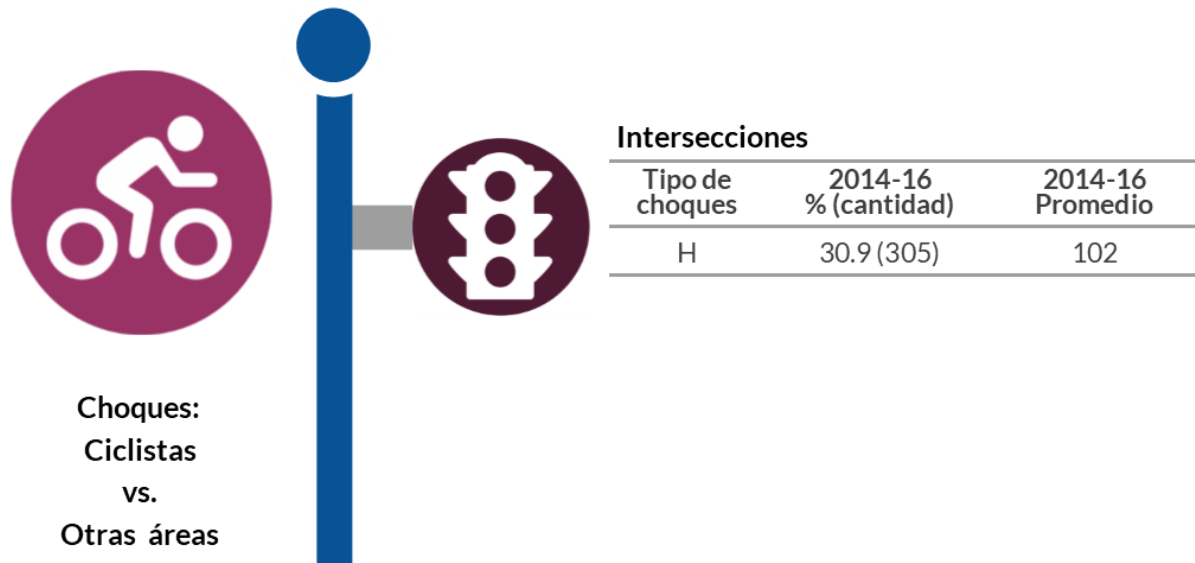 Intersecciones
Tipo de choques
2014-16 % (cantidad)
2014-16 Promedio
H 30.9 (305) 102
Choques:
Ciclistas
vs.
Otras áreas